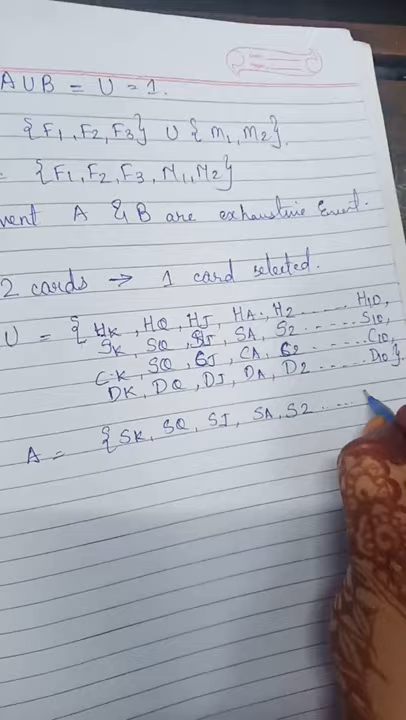 AUB = U = 1.
{F1, F2, F3} U {M1, M2}.
= {F1, F2, F3, M1, M2}
vent A & B are exhaustive Event.
2 cards → 1 card selected.
U = { HK, HQ, HJ, HA, H2 ...... H10,
SK, SQ, SJ, SA, S2 ...... S10,
CK, SQ, CJ, CA, C2 ...... C10,
DK, DQ, DJ, DA, D2 ...... D10}.
A = {SK, SQ, SJ, SA, S2 ......